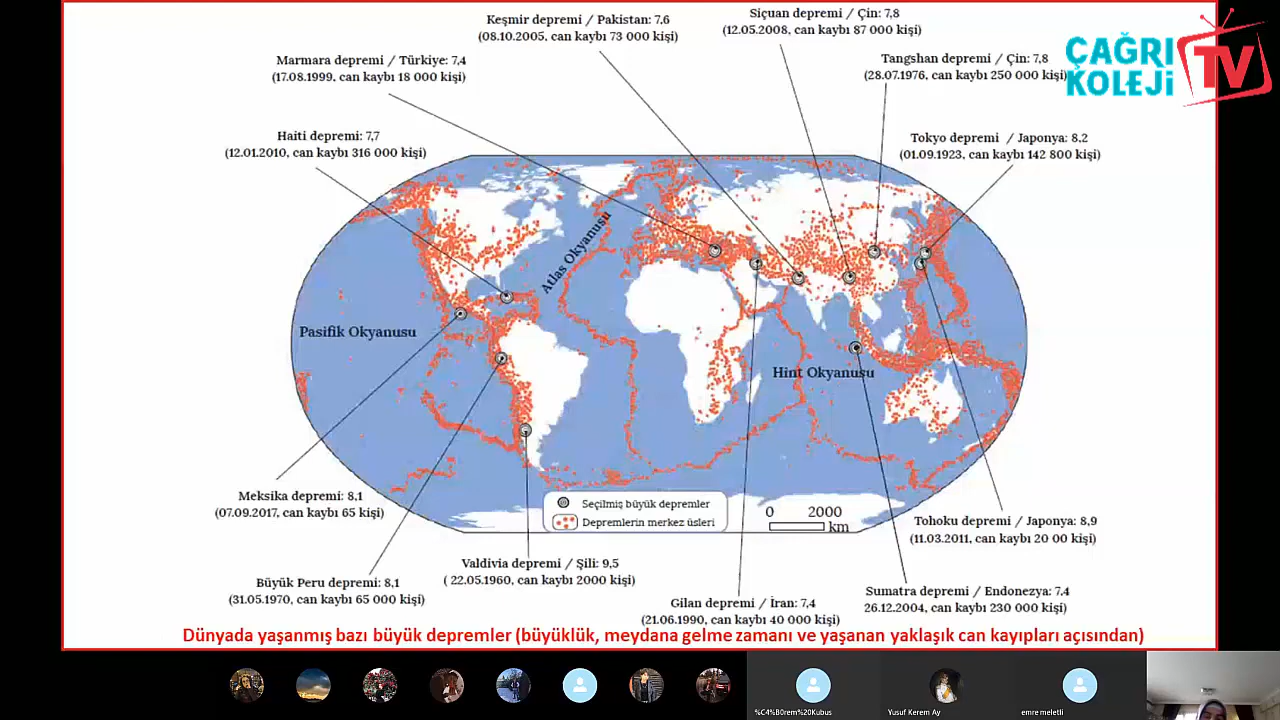 Siçuan depremi / Çin: 7,8
(12.05.2008, can kaybı 87 000 kişi)
Keşmir depremi / Pakistan: 7,6
(08.10.2005, can kaybı 73 000 kişi)
Marmara depremi / Türkiye: 7,4
(17.08.1999, can kaybı 18 000 kişi)
Tangshan depremi / Çin: 7,8
(28.07.1976, can kaybı 250 000 kişi)
ÇAĞRI
KOLEJİ
TV
Haiti depremi: 7,7
(12.01.2010, can kaybı 316 000 kişi)
Tokyo depremi / Japonya: 8,2
(01.09.1923, can kaybı 142 800 kişi)
Atlas Okyanusu
Pasifik Okyanusu
Hint Okyanusu
Meksika depremi: 8,1
(07.09.2017, can kaybı 65 kişi)
Seçilmiş büyük depremler
Depremlerin merkez üsleri
0 2000
km
Tohoku depremi / Japonya: 8,9
(11.03.2011, can kaybı 20 00 kişi)
Valdivia depremi / Şili: 9,5
( 22.05.1960, can kaybı 2000 kişi)
Büyük Peru depremi: 8,1
(31.05.1970, can kaybı 65 000 kişi)
Gilan depremi / İran: 7,4
(21.06.1990, can kaybı 40 000 kişi)
Sumatra depremi / Endonezya: 7,4
26.12.2004, can kaybı 230 000 kişi)
Dünyada yaşanmış bazı büyük depremler (büyüklük, meydana gelme zamanı ve yaşanan yaklaşık can kayıpları açısından)
%C4%B0rem%20Kubus
Yusuf Kerem Ay
emre meletli